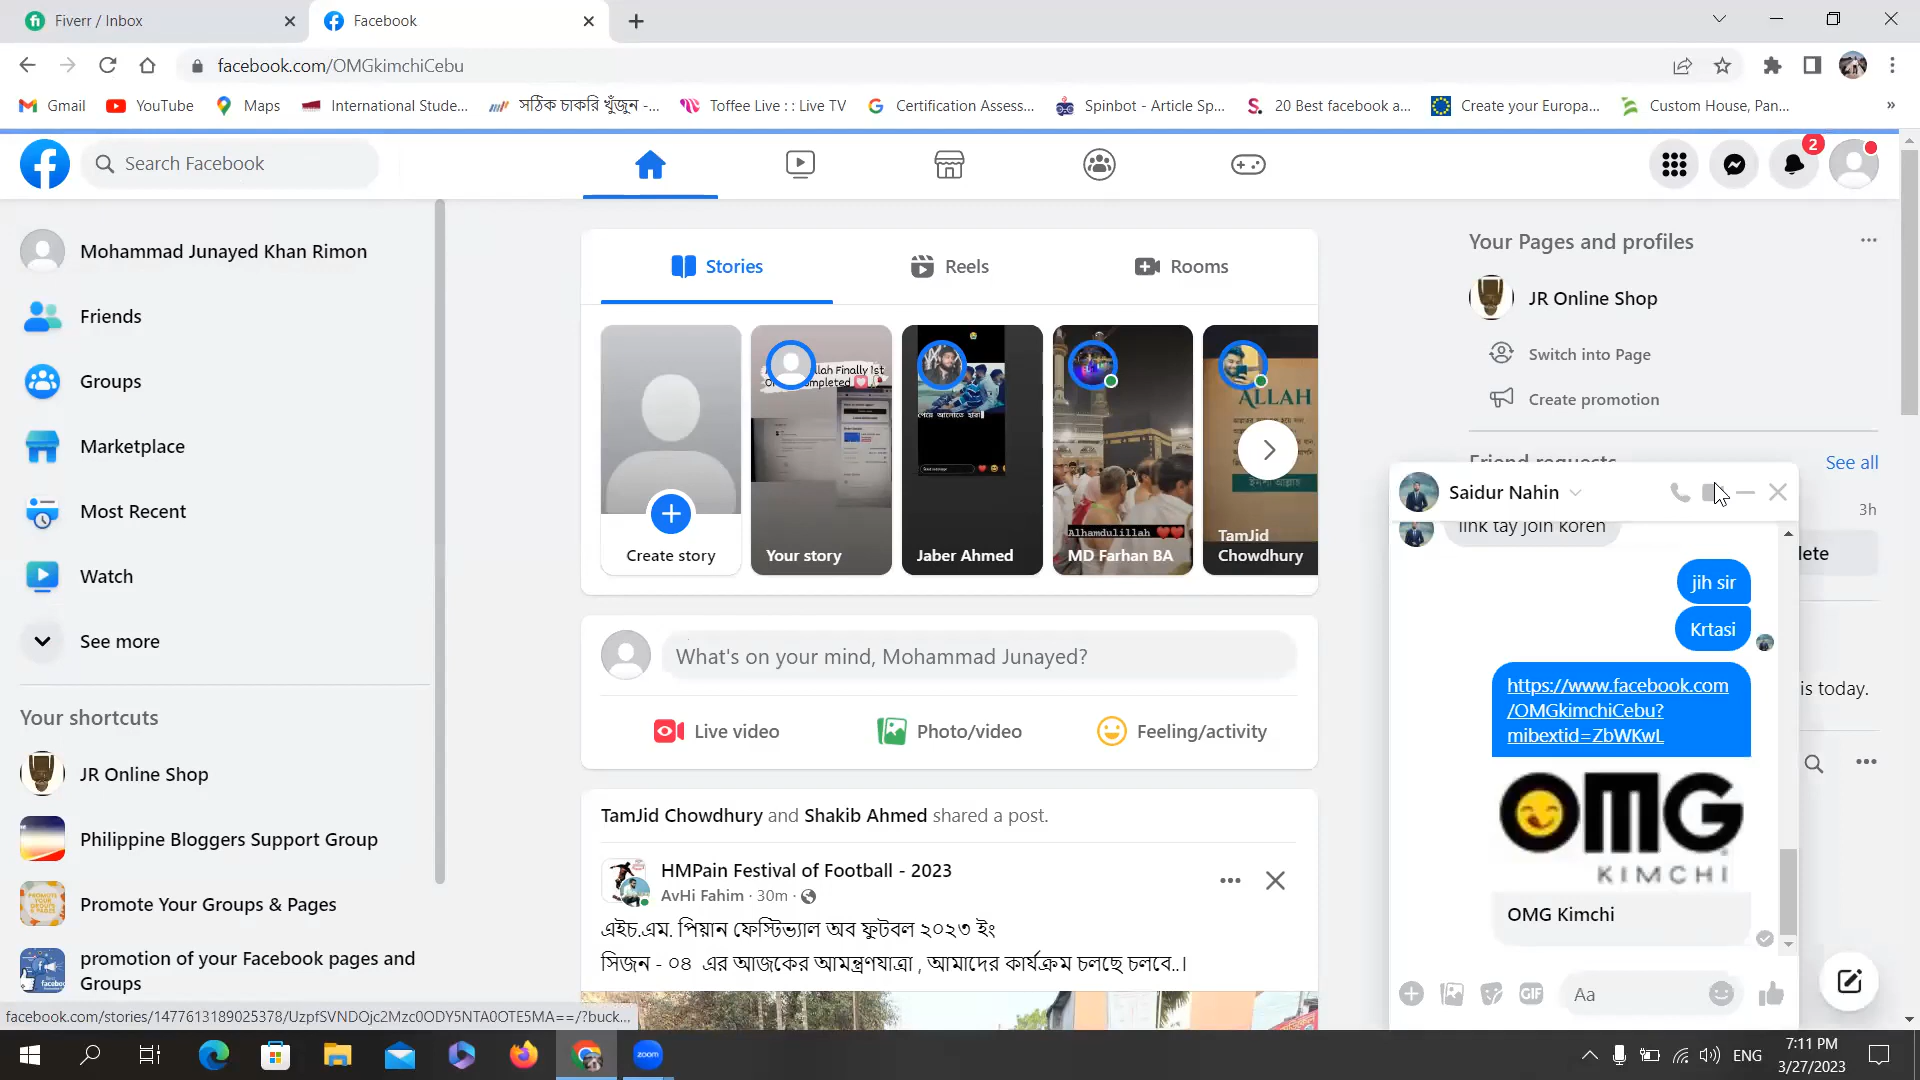 Fiverr / Inbox
Facebook
facebook.com/OMGkimchiCebu
Gmail
YouTube
Maps
International Stude...
সঠিক চাকরি খুঁজুন -...
Toffee Live : : Live TV
Certification Assess...
Spinbot - Article Sp...
20 Best facebook a...
Create your Europa...
Custom House, Pan...
Search Facebook
2
Mohammad Junayed Khan Rimon
Friends
Groups
Marketplace
Most Recent
Watch
See more
Your shortcuts
JR Online Shop
Philippine Bloggers Support Group
Promote Your Groups & Pages
promotion of your Facebook pages and
Groups
Stories
Reels
Rooms
Create story
Your story
Jaber Ahmed
Alhamdulillah
MD Farhan BA
ALLAH
TamJid
Chowdhury
What's on your mind, Mohammad Junayed?
Live video
Photo/video
Feeling/activity
TamJid Chowdhury and Shakib Ahmed shared a post.
HMPain Festival of Football - 2023
AvHi Fahim · 30m ·
এইচ.এম. পিয়ান ফেস্টিভ্যাল অব ফুটবল ২০২৩ ইং
সিজন - ০৪ এর আজকের আমন্ত্রণযাত্রা , আমাদের কার্যক্রম চলছে চলবে..।
Your Pages and profiles
JR Online Shop
Switch into Page
Create promotion
Friend requests
See all
3h
lete
is today.
Saidur Nahin
link tay join koren
jih sir
Krtasi
https://www.facebook.com
/OMGkimchiCebu?
mibextid=ZbWKwL
OMG
KIMCHI
OMG Kimchi
GIF
Aa
facebook.com/stories/1477613189025378/UzpfSVNDOjc2Mzc0ODY5NTA0OTE5MA==/?buck...
zoom
ENG
7:11 PM
3/27/2023